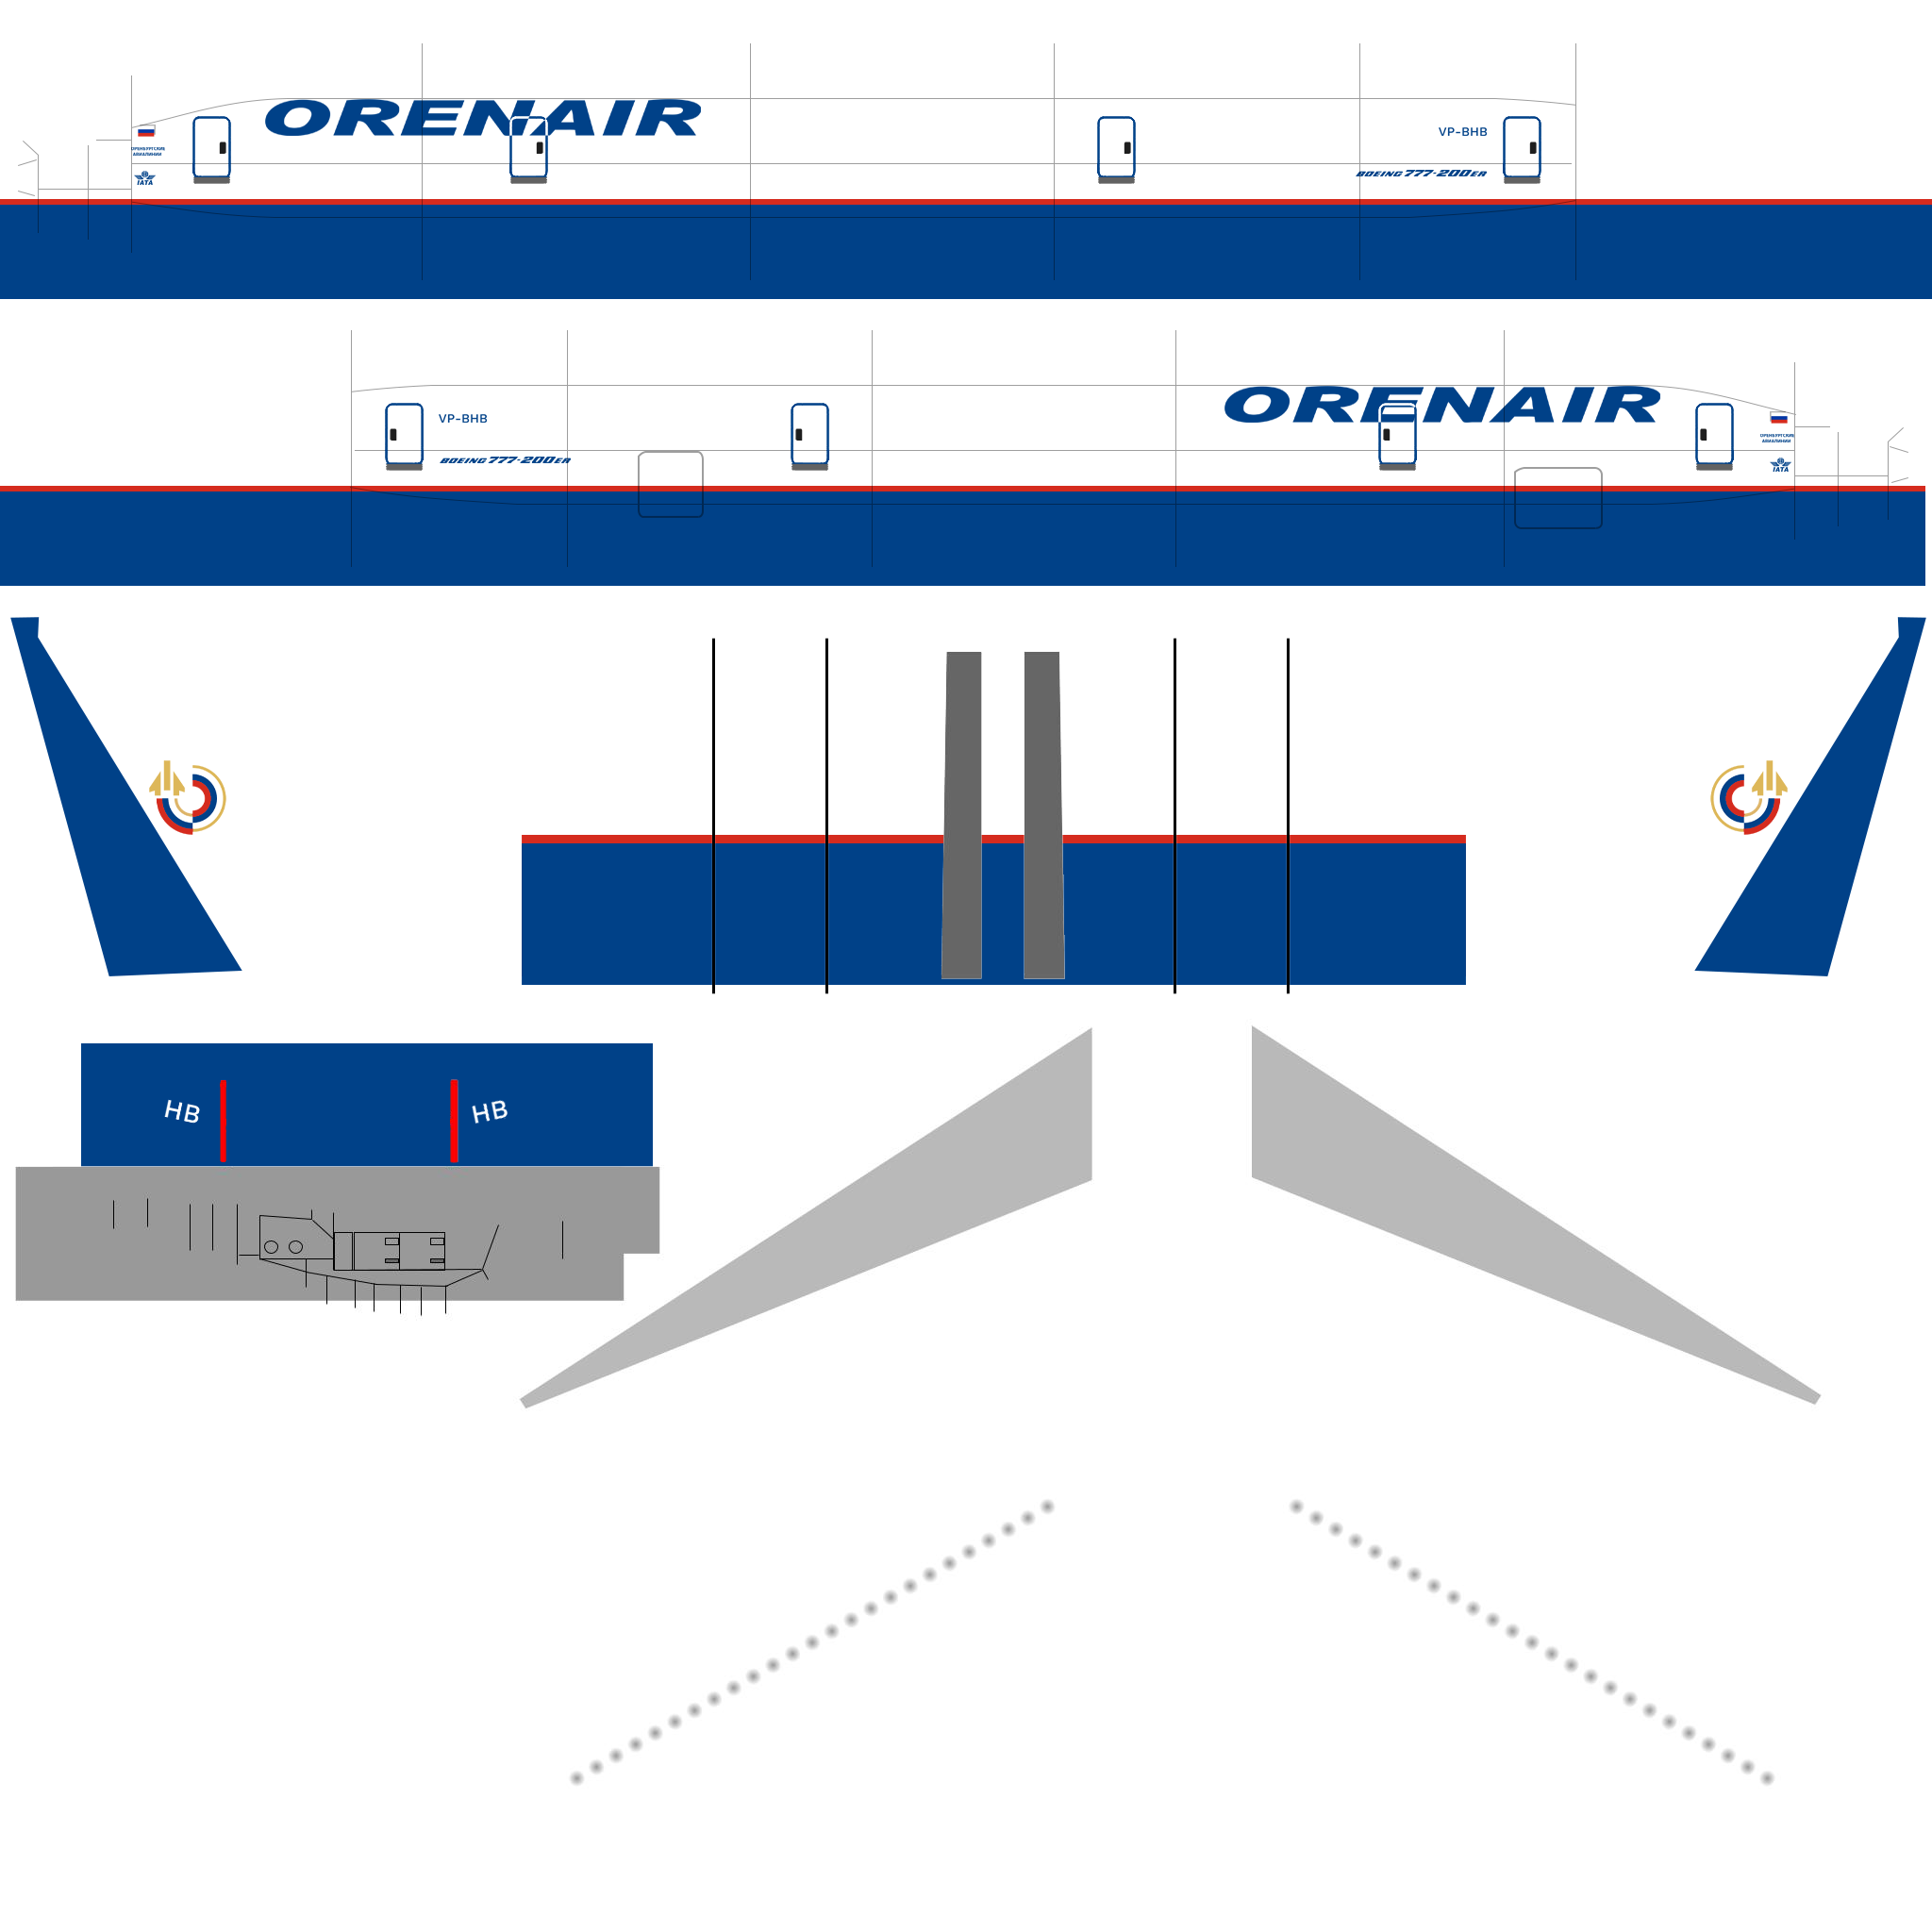 ORENAIR
VP-BHB
ОРЕНБУРГСКИЕ
АВИАЛИНИИ
IATA
BOEING 777-200ER
ORENAIR
VP-BHB
ОРЕНБУРГСКИЕ
АВИАЛИНИИ
BOEING 777-200ER
IATA
HB
HB